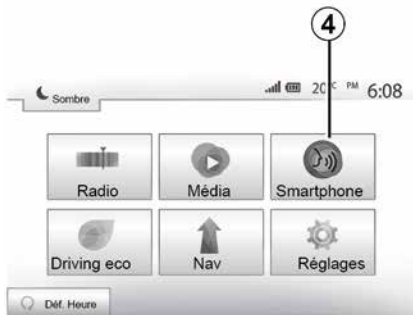 4
Sombre
20 °C PM 6:08
Radio Média Smartphone
Driving eco Nav Réglages
Déf. Heure